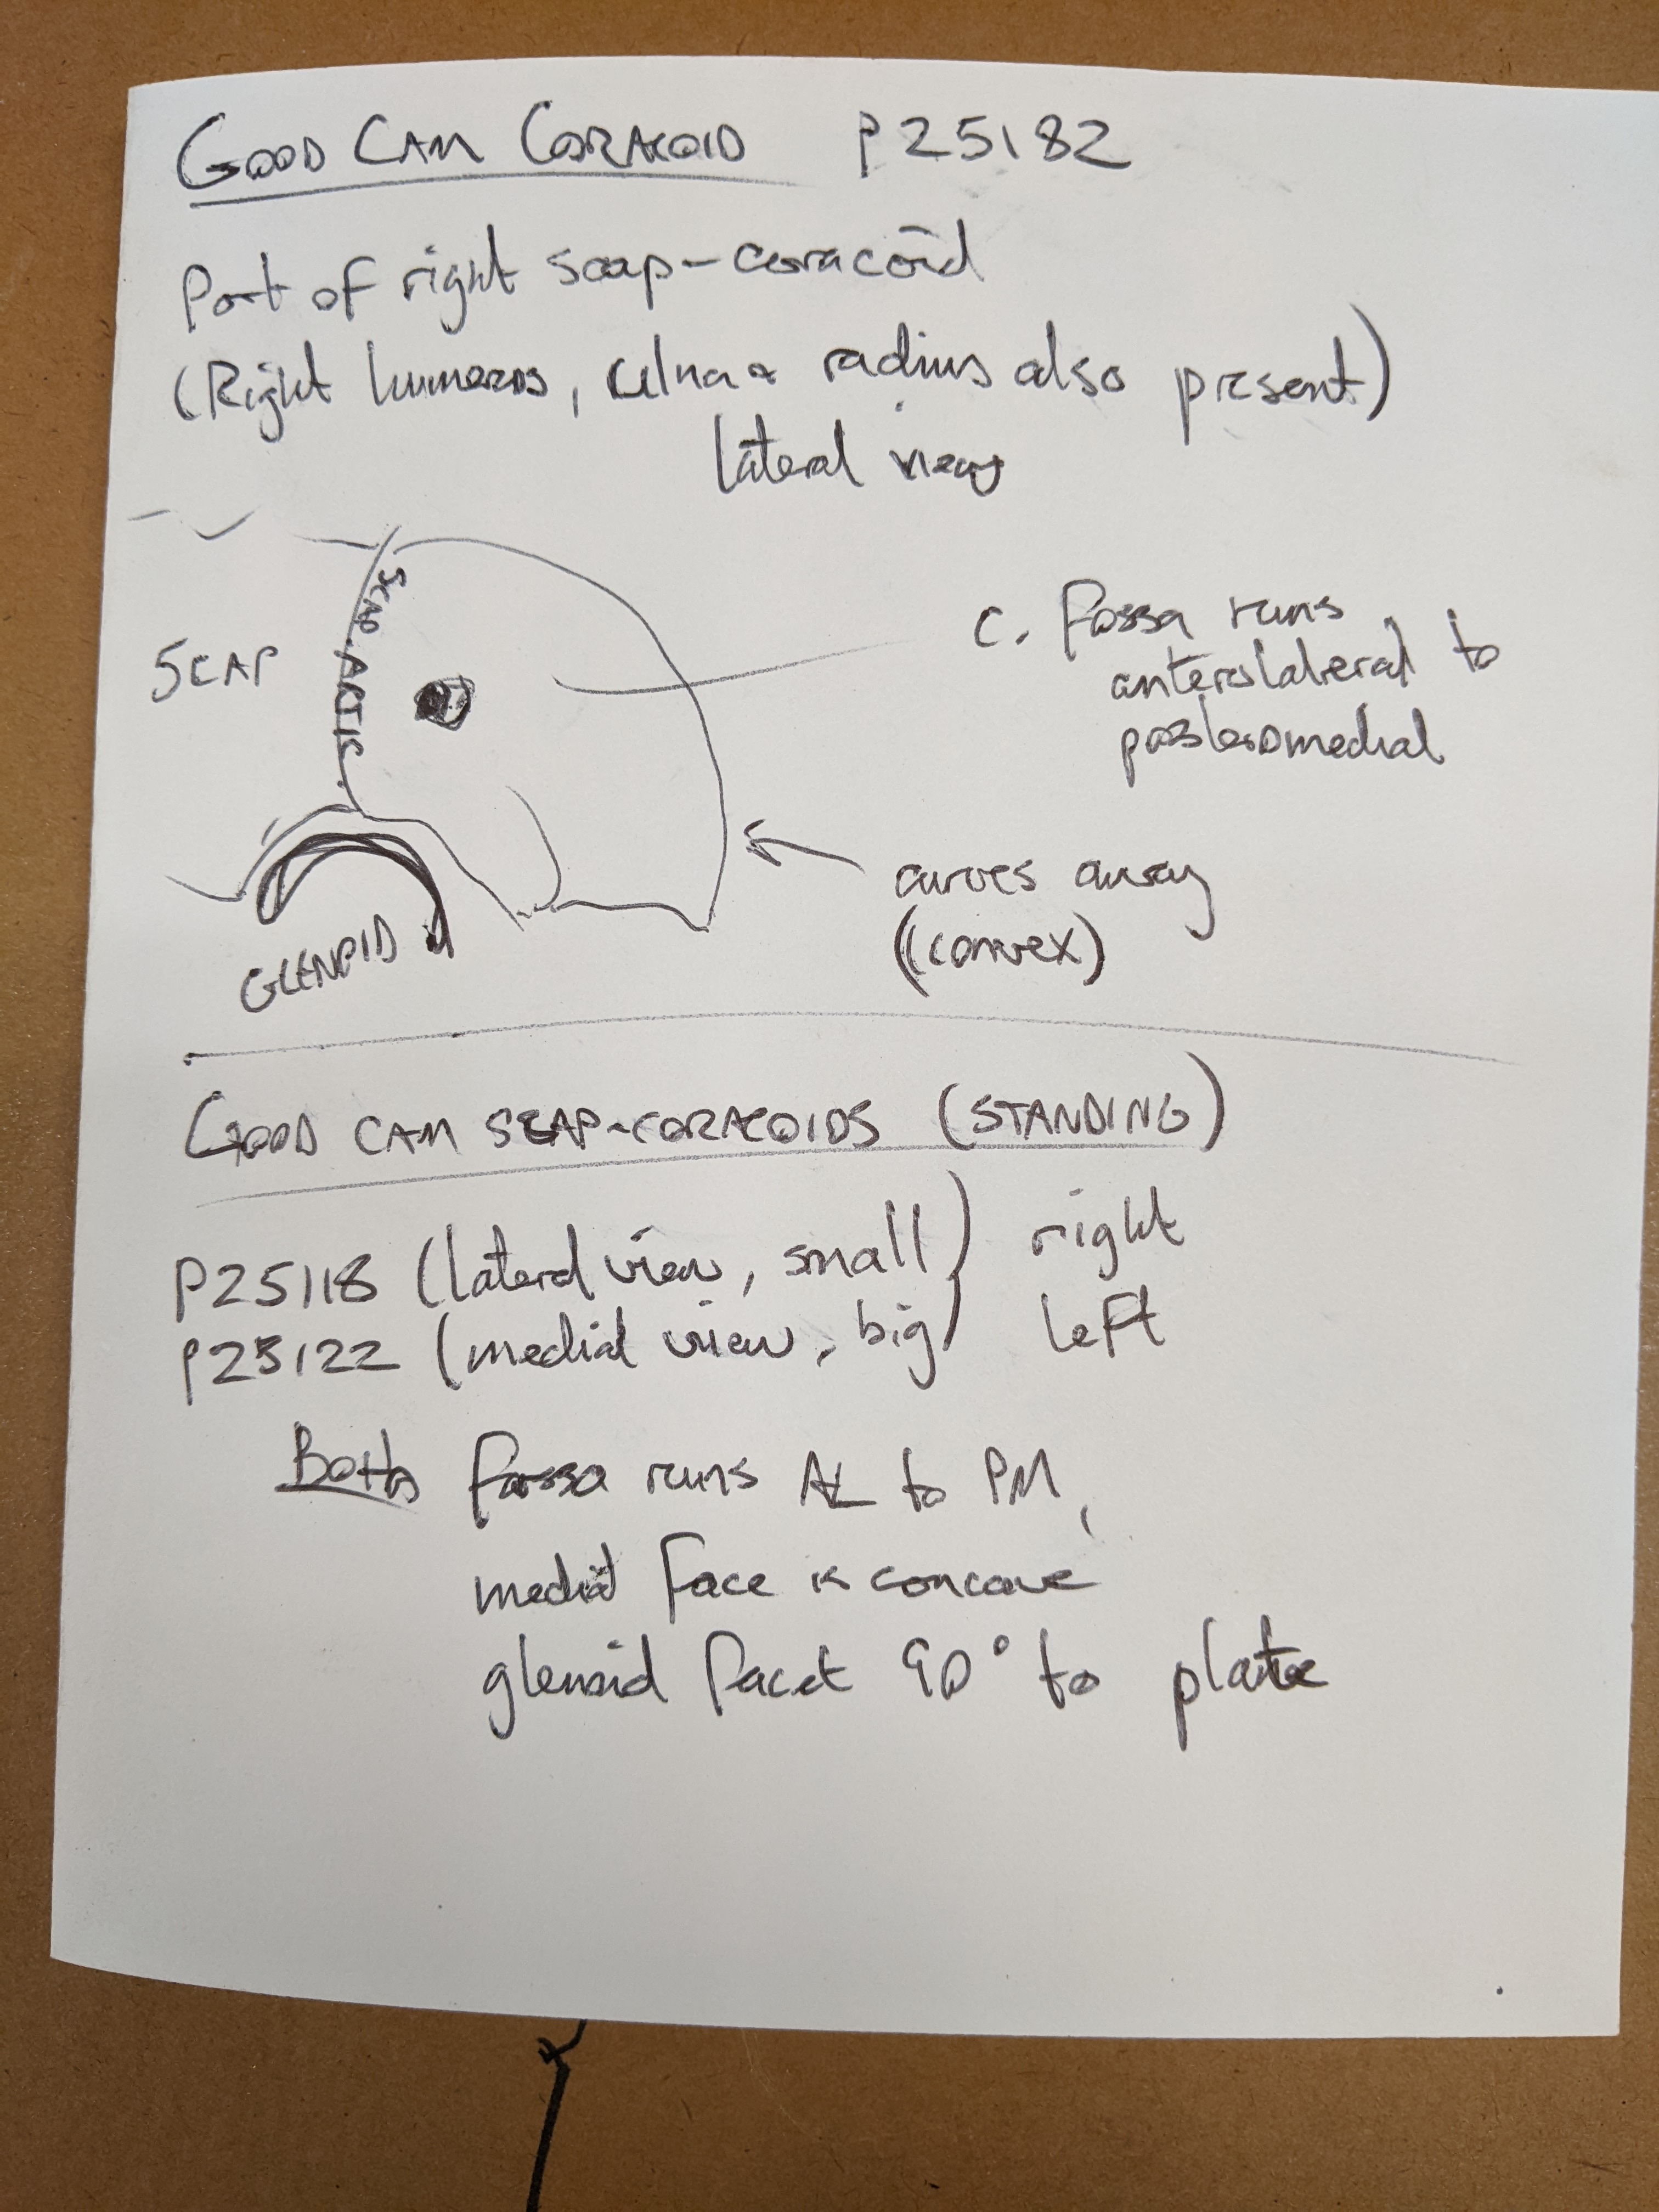 GOOD CAM CORACOID P25182
Part of right scap-coracoid
(Right humerus, ulna & radius also present)
lateral view
SCAP. ARTIC.
SCAP
C. fossa runs
anterolateral to
posteromedial
curves away
(convex)
GLENOID
GOOD CAM SCAP-CORACOIDS (STANDING)
P25118 (lateral view, small) right
P25122 (medial view, big) left
Both fossa runs AL to PM,
medial face is concave
glenoid facet 90° to plate